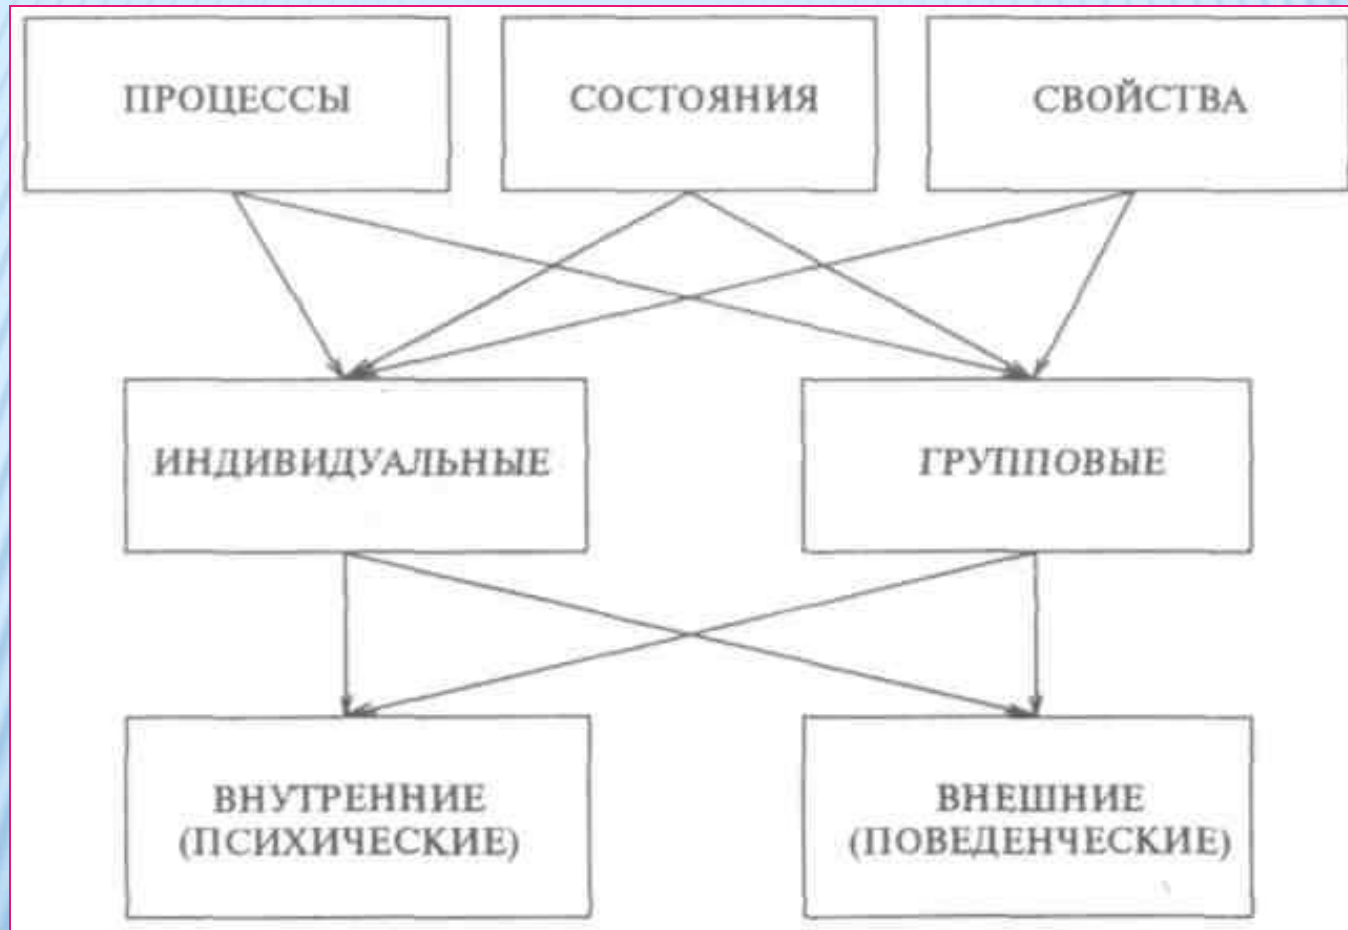 ПРОЦЕССЫ
СОСТОЯНИЯ
СВОЙСТВА
ИНДИВИДУАЛЬНЫЕ
ГРУППОВЫЕ
ВНУТРЕННИЕ
(ПСИХИЧЕСКИЕ)
ВНЕШНИЕ
(ПОВЕДЕНЧЕСКИЕ)